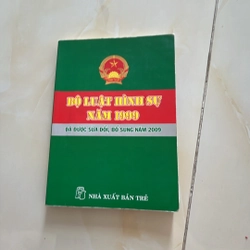 BỘ LUẬT HÌNH SỰ
NĂM 1999
ĐÃ ĐƯỢC SỬA ĐỔI, BỔ SUNG NĂM 2009
NHÀ XUẤT BẢN TRẺ